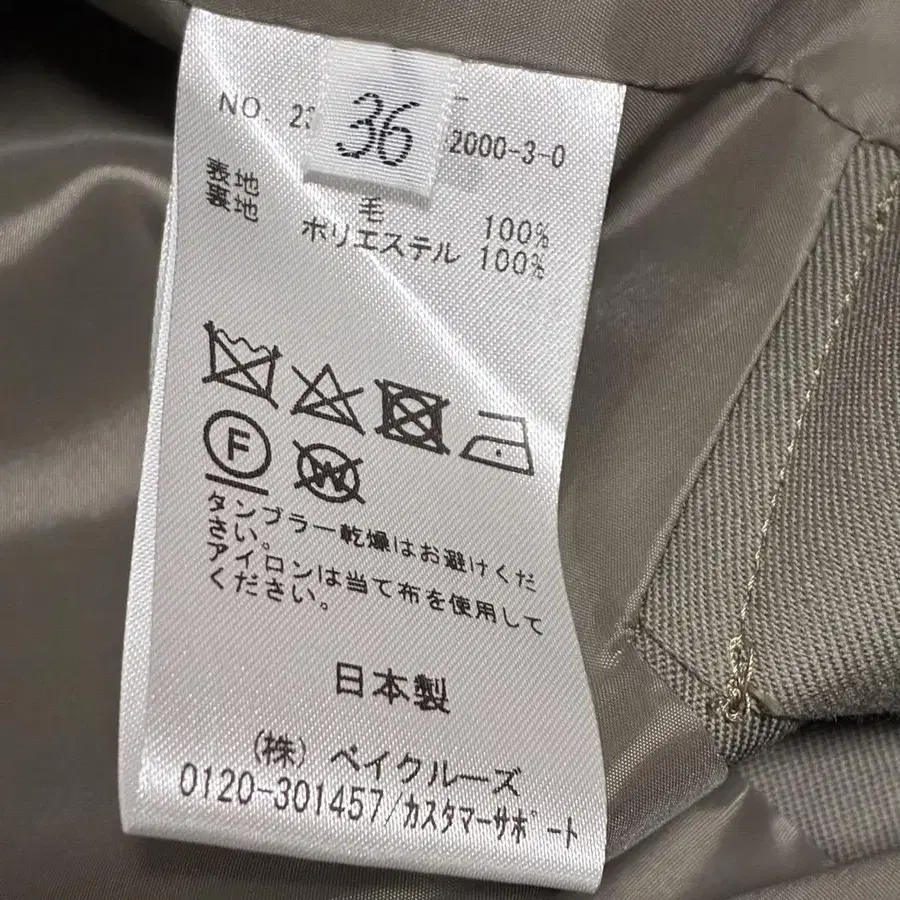 NO. 23
36
2000-3-0
表地 毛 100%
裏地 ポリエステル 100%
F
W
タンブラー乾燥はお避けくだ
さい。
アイロンは当て布を使用して
ください。
日本製
(株) ベイクルーズ
0120-301457/カスタマーサポート